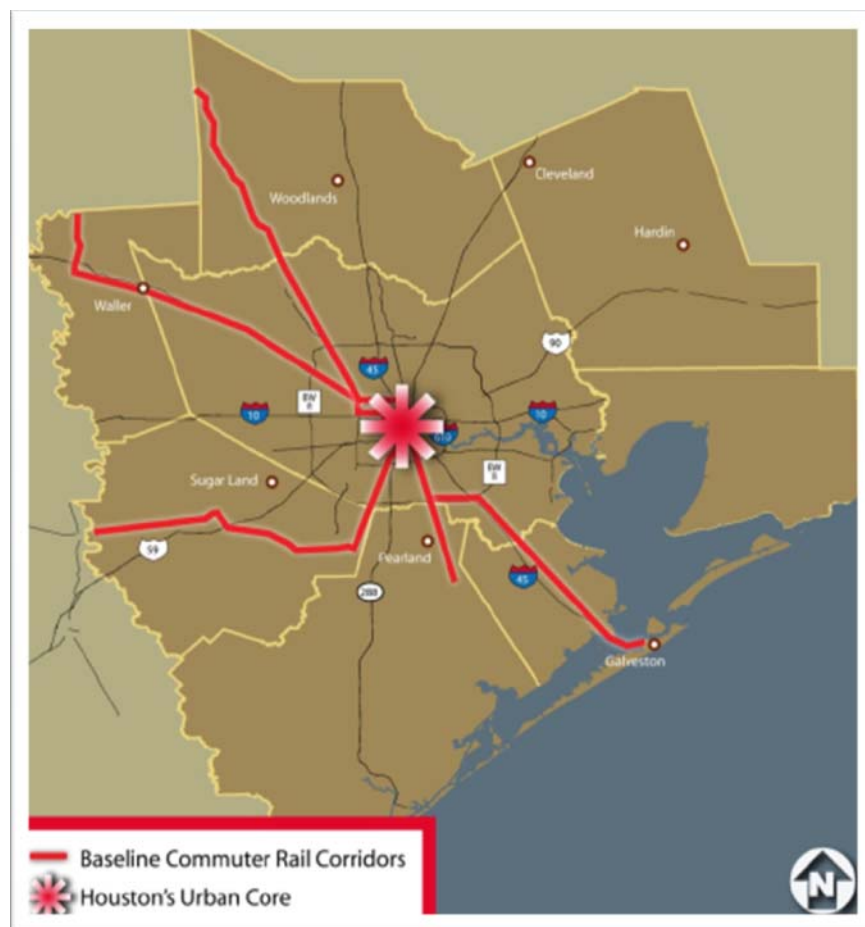 Woodlands
Cleveland
Hardin
Waller
90
45
BW
8
10
10
610
Sugar Land
BW
8
59
Pearland
45
288
Galveston
Baseline Commuter Rail Corridors
Houston's Urban Core
N